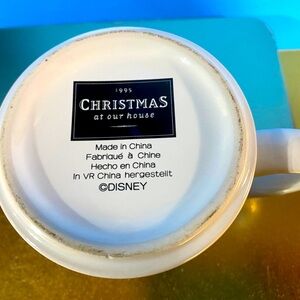 1995
CHRISTMAS
at our house
Made in China
Fabriqué à Chine
Hecho en China
In VR China hergestellt
©DISNEY